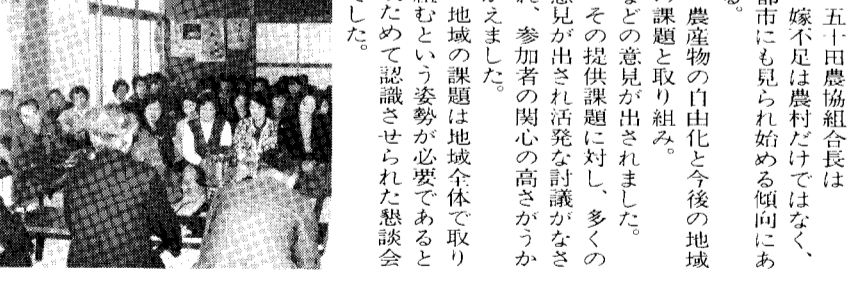 五十田農協組合長は
嫁不足は農村だけではなく、
都市にも見られ始める傾向にあ
る。
農産物の自由化と今後の地域
の課題と取り組み。
などの意見が出されました。
その提供課題に対し、多くの
意見が出され活発な討議がなさ
れ、参加者の関心の高さがうか
がえました。
地域の課題は地域全体で取り
組むという姿勢が必要であると
ためて認識させられた懇談会
でした。